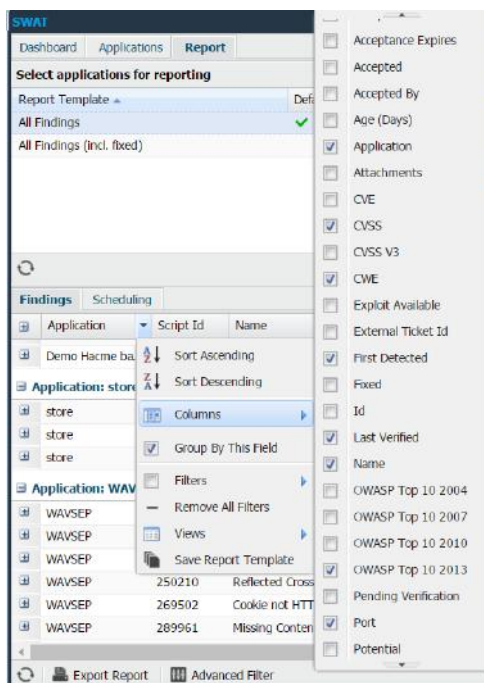 SWAT
Dashboard Applications Report
Select applications for reporting
Report Template
All Findings
All Findings (incl. fixed)
Findings Scheduling
Application Script Id Name
Demo Hacme ba
Application: store
store
store
store
Application: WAV
WAVSEP
WAVSEP
WAVSEP
WAVSEP 250210 Reflected Cross
WAVSEP 269502 Cookie not HTT
WAVSEP 289961 Missing Conten
Export Report Advanced Filter
Sort Ascending
Sort Descending
Columns
Group By This Field
Filters
Remove All Filters
Views
Save Report Template
Acceptance Expires
Accepted
Accepted By
Age (Days)
Application
Attachments
CVE
CVSS
CVSS V3
CWE
Exploit Available
External Ticket Id
First Detected
Fixed
Id
Last Verified
Name
OWASP Top 10 2004
OWASP Top 10 2007
OWASP Top 10 2010
OWASP Top 10 2013
Pending Verification
Port
Potential